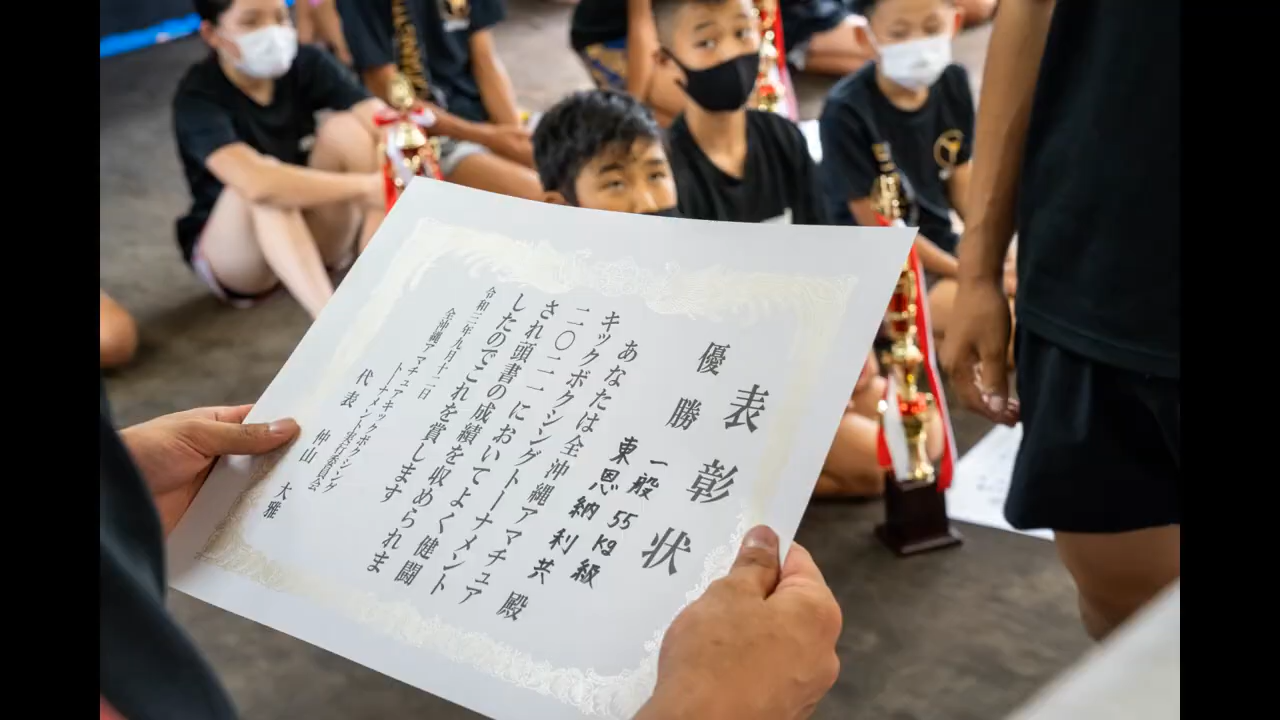 表彰状
優勝
一般 55kg級
東恩納 利共 殿
あなたは全沖縄アマチュア
キックボクシングトーナメント
二〇二一 においてよく健闘
され頭書の成績を収められま
したのでこれを賞します
令和三年九月十二日
全沖縄アマチュアキックボクシング
トーナメント実行委員会
代表 仲山 大雅